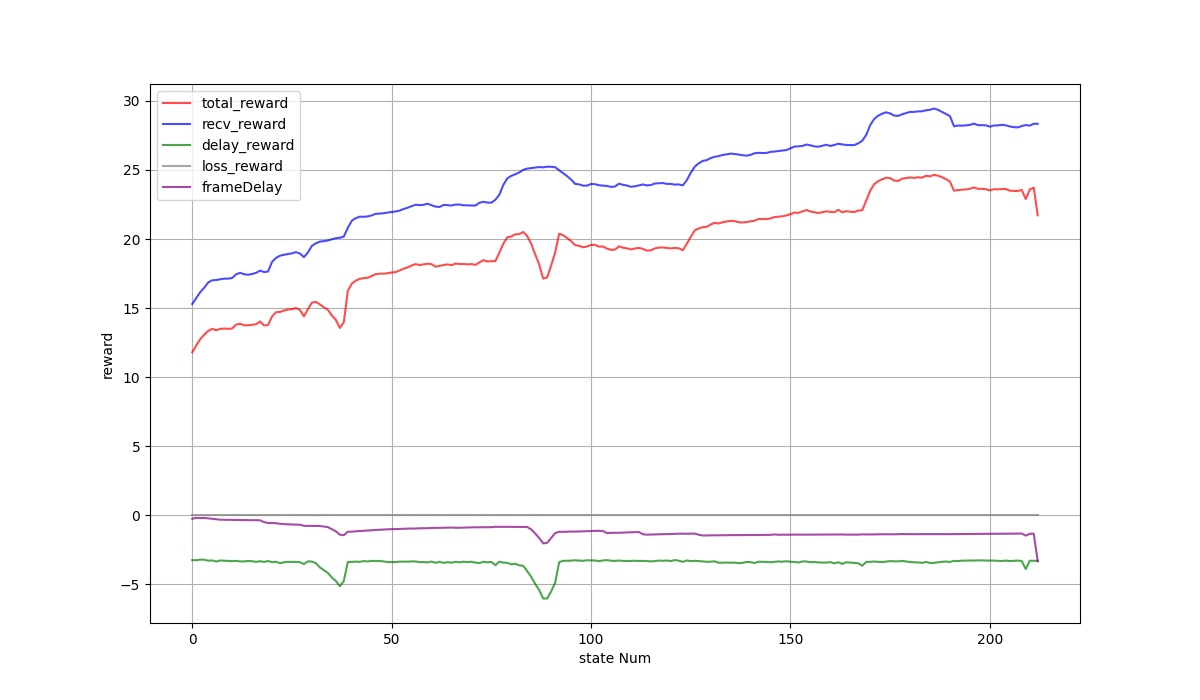 total_reward
recv_reward
delay_reward
loss_reward
frameDelay
30
25
20
15
10
5
0
−5
reward
0 50 100 150 200
state Num